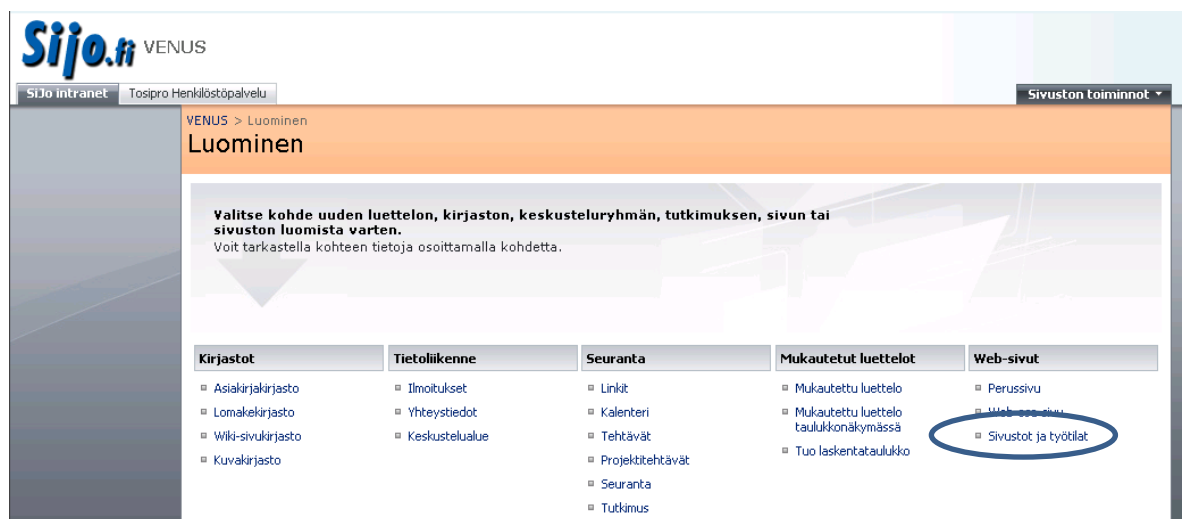 Sijo.fi VENUS
SiJo intranet Tosipro Henkilöstöpalvelu Sivuston toiminnot
VENUS > Luominen
Luominen
Valitse kohde uuden luettelon, kirjaston, keskusteluryhmän, tutkimuksen, sivun tai
sivuston luomista varten.
Voit tarkastella kohteen tietoja osoittamalla kohdetta.
Kirjastot
Asiakirjakirjasto
Lomakekirjasto
Wiki-sivukirjasto
Kuvakirjasto
Tietoliikenne
Ilmoitukset
Yhteystiedot
Keskustelualue
Seuranta
Linkit
Kalenteri
Tehtävät
Projektitehtävät
Seuranta
Tutkimus
Mukautetut luettelot
Mukautettu luettelo
Mukautettu luettelo
taulukkonäkymässä
Tuo laskentataulukko
Web-sivut
Perussivu
Web-osa-sivu
Sivustot ja työtilat